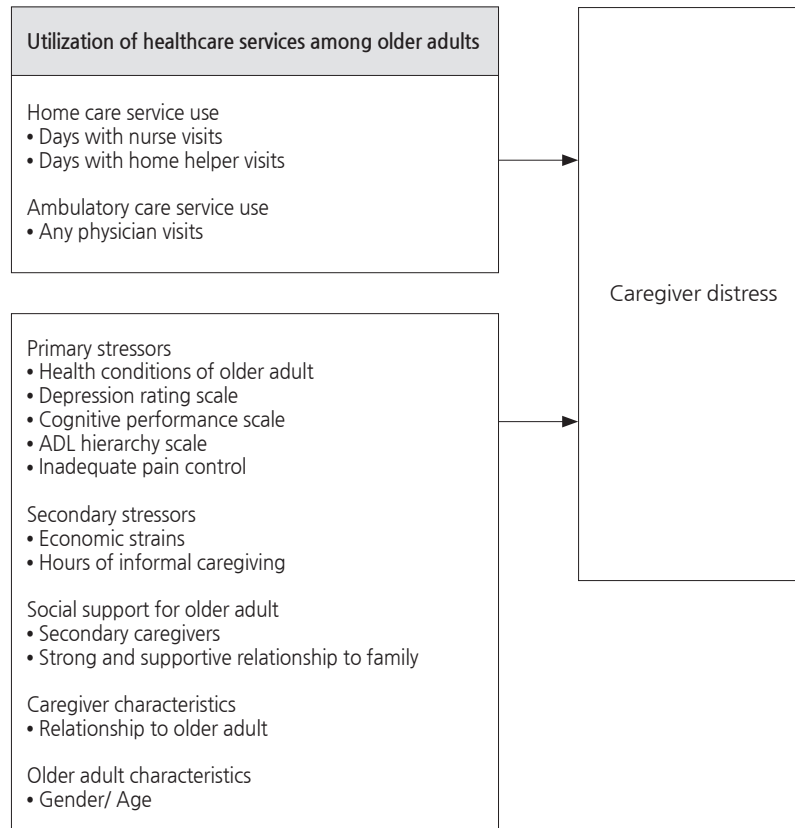 Utilization of healthcare services among older adults
Home care service use
• Days with nurse visits
• Days with home helper visits
Ambulatory care service use
• Any physician visits
Caregiver distress
Primary stressors
• Health conditions of older adult
• Depression rating scale
• Cognitive performance scale
• ADL hierarchy scale
• Inadequate pain control
Secondary stressors
• Economic strains
• Hours of informal caregiving
Social support for older adult
• Secondary caregivers
• Strong and supportive relationship to family
Caregiver characteristics
• Relationship to older adult
Older adult characteristics
• Gender/ Age